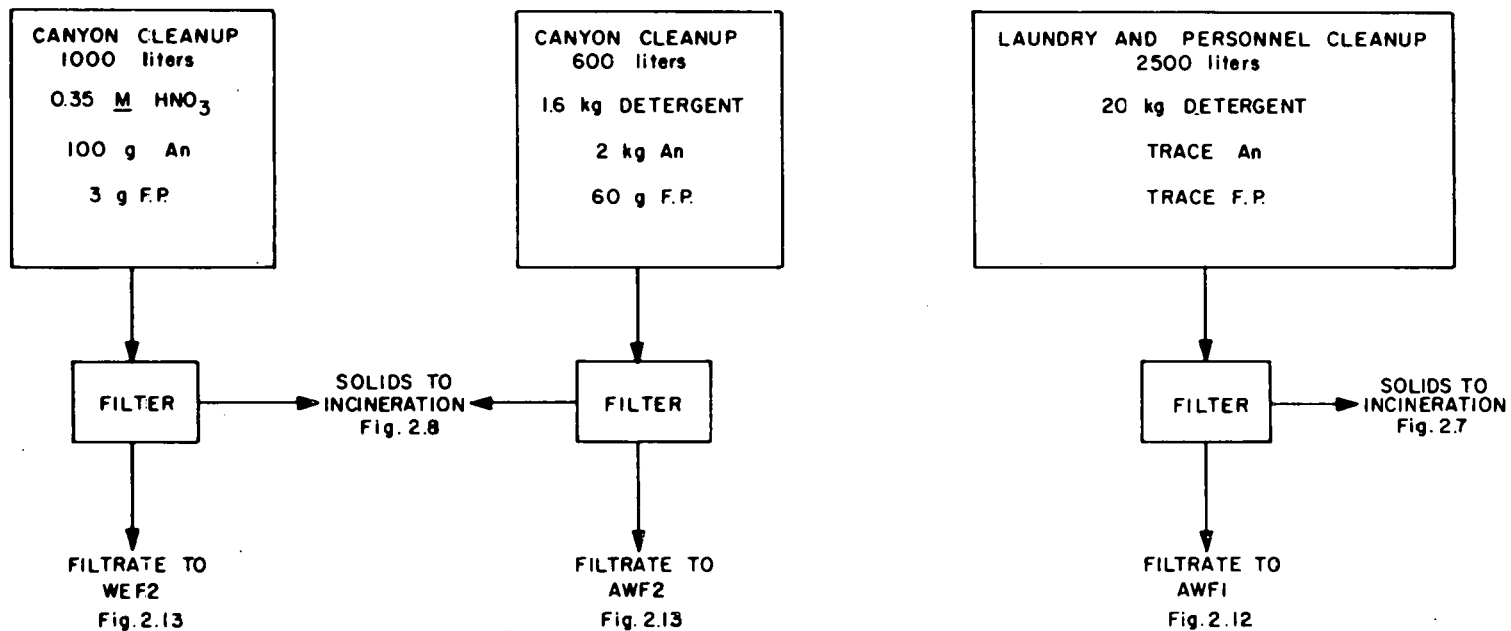 CANYON CLEANUP
1000 liters
0.35 M HNO3
100 g An
3 g F.P.
FILTER
FILTRATE TO
WEF2
Fig. 2.13
SOLIDS TO
INCINERATION
Fig. 2.8
CANYON CLEANUP
600 liters
1.6 kg DETERGENT
2 kg An
60 g F.P.
FILTER
FILTRATE TO
AWF2
Fig. 2.13
LAUNDRY AND PERSONNEL CLEANUP
2500 liters
20 kg DETERGENT
TRACE An
TRACE F.P.
FILTER
SOLIDS TO
INCINERATION
Fig. 2.7
FILTRATE TO
AWF1
Fig. 2.12